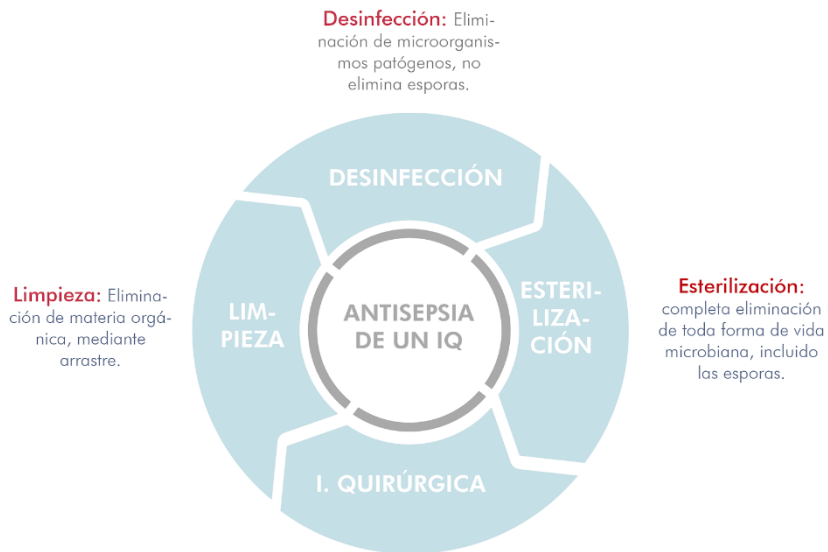 Desinfección: Elimi-
nación de microorganis-
mos patógenos, no
elimina esporas.
DESINFECCIÓN
Limpieza: Elimina-
ción de materia orgá-
nica, mediante
arrastre.
LIM-
PIEZA
ANTISEPSIA
DE UN IQ
ESTERI-
LIZA-
CIÓN
Esterilización:
completa eliminación
de toda forma de vida
microbiana, incluido
las esporas.
I. QUIRÚRGICA